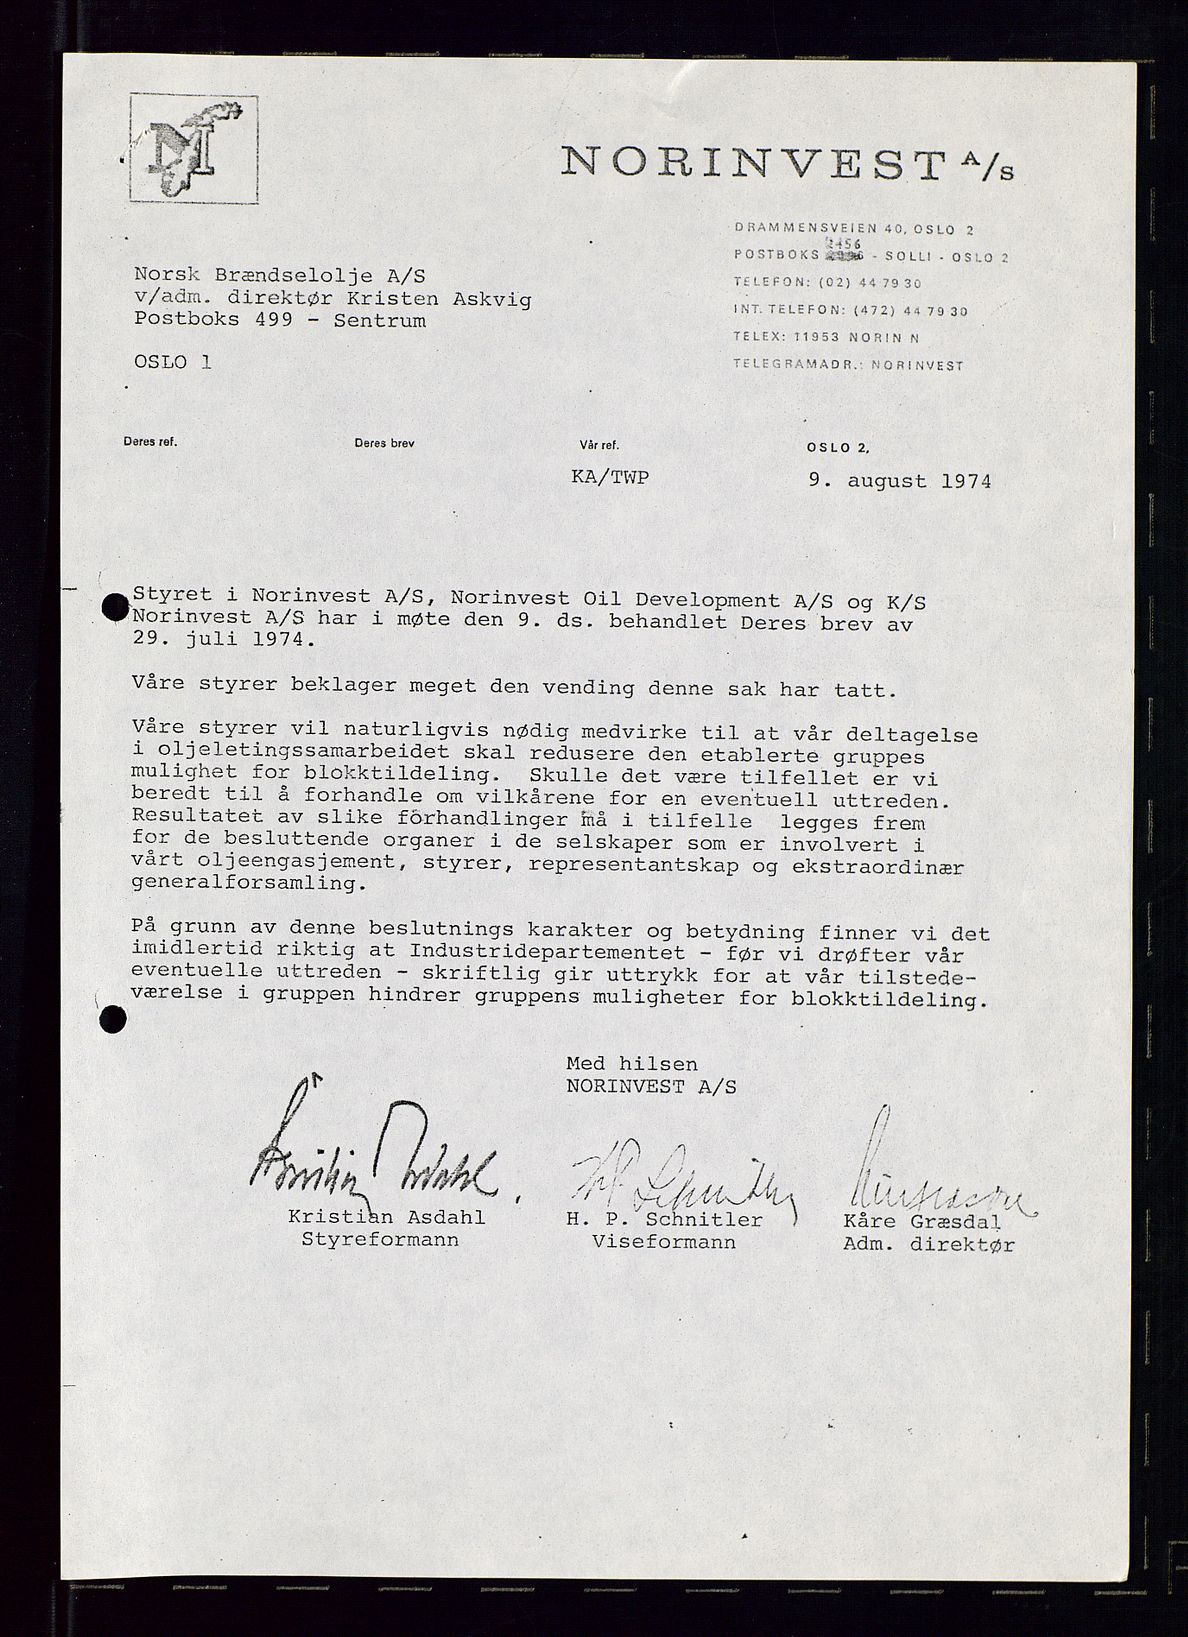 NI
NORINVEST A/S
DRAMMENSVEIEN 40, OSLO 2
2456
POSTBOKS - SOLLI - OSLO 2
TELEFON: (02) 44 79 30
INT. TELEFON: (472) 44 79 30
TELEX: 11953 NORIN N
TELEGRAMADR.: NORINVEST
Norsk Brændselolje A/S
v/adm. direktør Kristen Askvig
Postboks 499 - Sentrum
OSLO 1
Deres ref. Deres brev Vår ref. OSLO 2,
KA/TWP 9. august 1974
Styret i Norinvest A/S, Norinvest Oil Development A/S og K/S
Norinvest A/S har i møte den 9. ds. behandlet Deres brev av
29. juli 1974.
Våre styrer beklager meget den vending denne sak har tatt.
Våre styrer vil naturligvis nødig medvirke til at vår deltagelse
i oljeletingssamarbeidet skal redusere den etablerte gruppes
mulighet for blokktildeling. Skulle det være tilfellet er vi
beredt til å forhandle om vilkårene for en eventuell uttreden.
Resultatet av slike forhandlinger må i tilfelle legges frem
for de besluttende organer i de selskaper som er involvert i
vårt oljeengasjement, styrer, representantskap og ekstraordinær
generalforsamling.
På grunn av denne beslutnings karakter og betydning finner vi det
imidlertid riktig at Industridepartementet - før vi drøfter vår
eventuelle uttreden - skriftlig gir uttrykk for at vår tilstede-
værelse i gruppen hindrer gruppens muligheter for blokktildeling.
Med hilsen
NORINVEST A/S
Kristian Asdahl H. P. Schnitler Kåre Græsdal
Styreformann Viseformann Adm. direktør